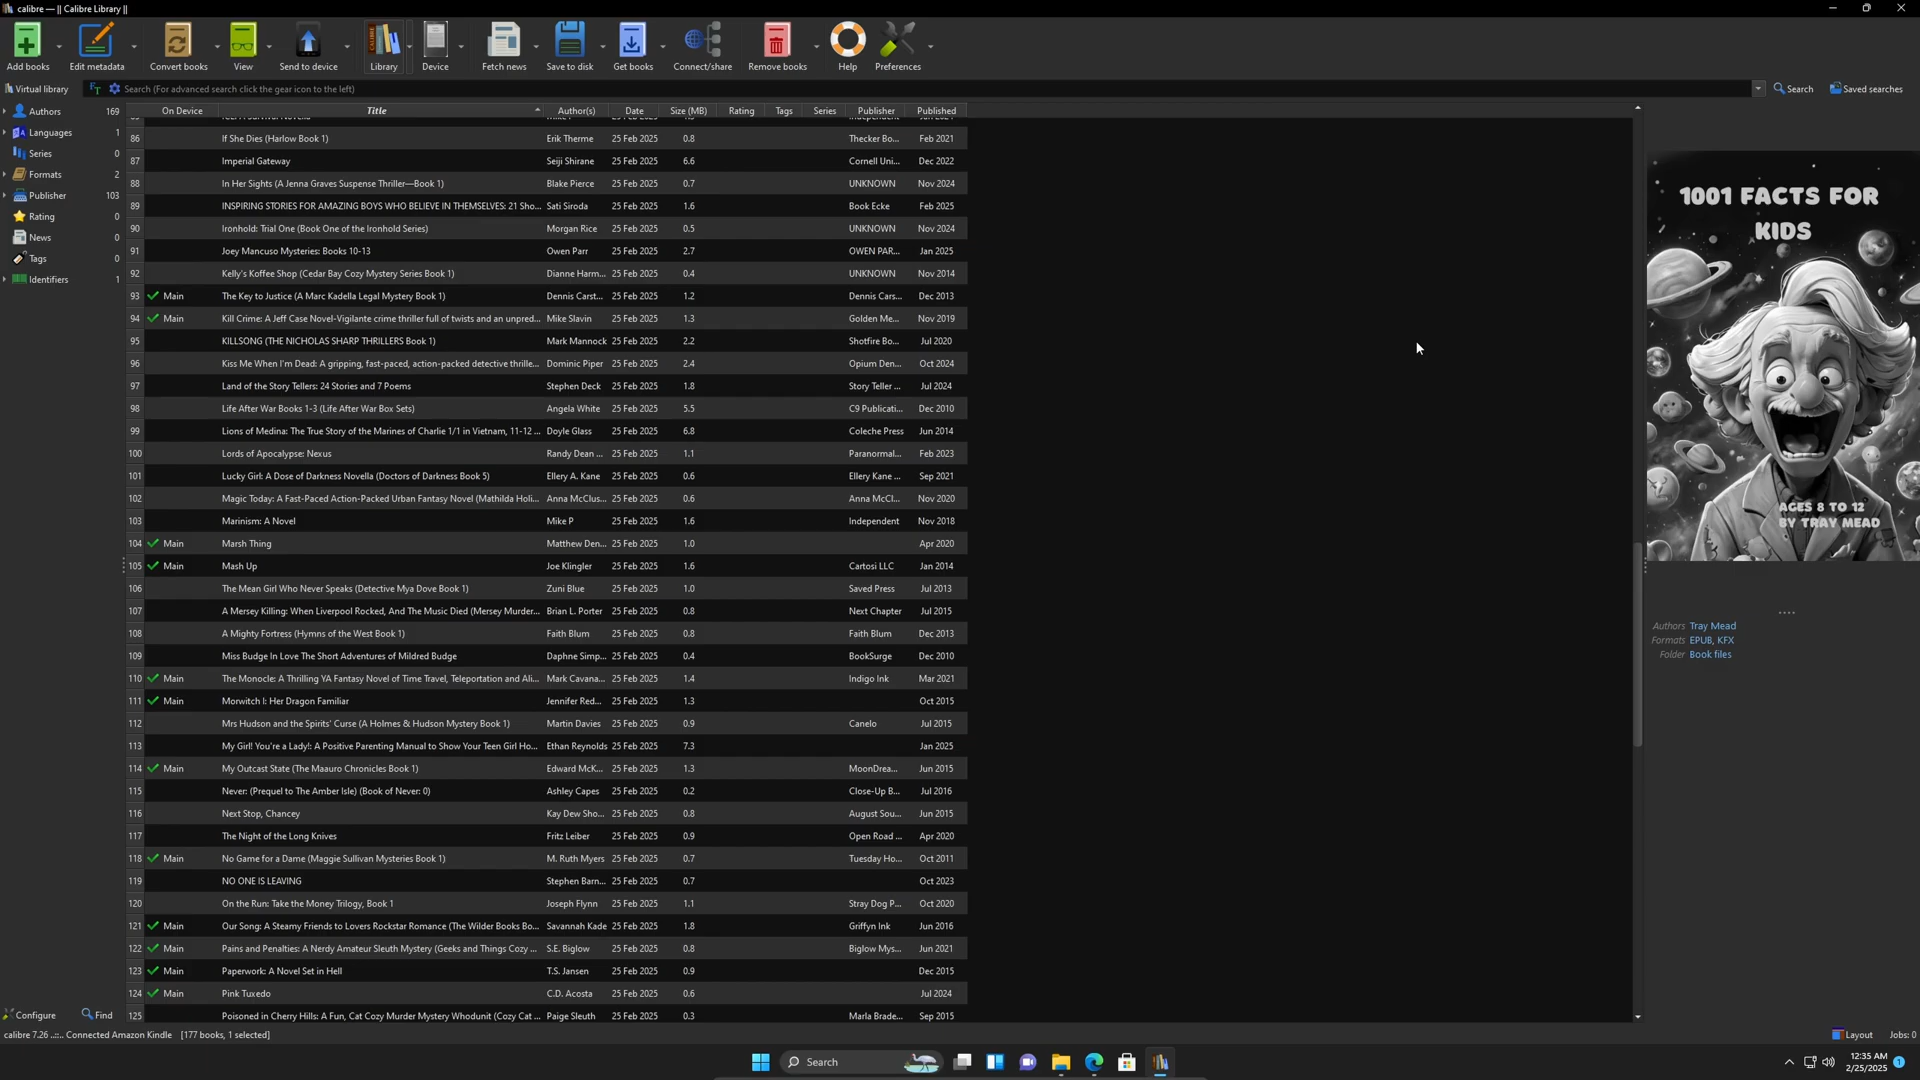 calibre — || Calibre Library ||
Add books Edit metadata Convert books View Send to device Library Device Fetch news Save to disk Get books Connect/share Remove books Help Preferences
Virtual library Search (For advanced search click the gear icon to the left) Search Saved searches
Authors 169
Languages 1
Series 0
Formats 2
Publisher 103
Rating 0
News 0
Tags 0
Identifiers 1
On Device Title Author(s) Date Size (MB) Rating Tags Series Publisher Published
86 If She Dies (Harlow Book 1) Erik Therme 25 Feb 2025 0.8 Thecker Bo... Feb 2021
87 Imperial Gateway Seiji Shirane 25 Feb 2025 6.6 Cornell Uni... Dec 2022
88 In Her Sights (A Jenna Graves Suspense Thriller—Book 1) Blake Pierce 25 Feb 2025 0.7 UNKNOWN Nov 2024
89 INSPIRING STORIES FOR AMAZING BOYS WHO BELIEVE IN THEMSELVES: 21 Sho... Sati Siroda 25 Feb 2025 1.6 Book Ecke Feb 2025
90 Ironhold: Trial One (Book One of the Ironhold Series) Morgan Rice 25 Feb 2025 0.5 UNKNOWN Nov 2024
91 Joey Mancuso Mysteries: Books 10-13 Owen Parr 25 Feb 2025 2.7 OWEN PAR... Jan 2025
92 Kelly's Koffee Shop (Cedar Bay Cozy Mystery Series Book 1) Dianne Harm... 25 Feb 2025 0.4 UNKNOWN Nov 2014
93 Main The Key to Justice (A Marc Kadella Legal Mystery Book 1) Dennis Carst... 25 Feb 2025 1.2 Dennis Cars... Dec 2013
94 Main Kill Crime: A Jeff Case Novel-Vigilante crime thriller full of twists and an unpred... Mike Slavin 25 Feb 2025 1.3 Golden Me... Nov 2019
95 KILLSONG (THE NICHOLAS SHARP THRILLERS Book 1) Mark Mannock 25 Feb 2025 2.2 Shotfire Bo... Jul 2020
96 Kiss Me When I'm Dead: A gripping, fast-paced, action-packed detective thrille... Dominic Piper 25 Feb 2025 2.4 Opium Den... Oct 2024
97 Land of the Story Tellers: 24 Stories and 7 Poems Stephen Deck 25 Feb 2025 1.8 Story Teller ... Jul 2024
98 Life After War Books 1-3 (Life After War Box Sets) Angela White 25 Feb 2025 5.5 C9 Publicati... Dec 2010
99 Lions of Medina: The True Story of the Marines of Charlie 1/1 in Vietnam, 11-12 ... Doyle Glass 25 Feb 2025 6.8 Coleche Press Jun 2014
100 Lords of Apocalypse: Nexus Randy Dean ... 25 Feb 2025 1.1 Paranormal... Feb 2023
101 Lucky Girl: A Dose of Darkness Novella (Doctors of Darkness Book 5) Ellery A. Kane 25 Feb 2025 0.6 Ellery Kane ... Sep 2021
102 Magic Today: A Fast-Paced Action-Packed Urban Fantasy Novel (Mathilda Holi... Anna McClus... 25 Feb 2025 0.6 Anna McCl... Nov 2020
103 Marinism: A Novel Mike P 25 Feb 2025 1.6 Independent Nov 2018
104 Main Marsh Thing Matthew Den... 25 Feb 2025 1.0 Apr 2020
105 Main Mash Up Joe Klingler 25 Feb 2025 1.6 Cartosi LLC Jan 2014
106 The Mean Girl Who Never Speaks (Detective Mya Dove Book 1) Zuni Blue 25 Feb 2025 1.0 Saved Press Jul 2013
107 A Mersey Killing: When Liverpool Rocked, And The Music Died (Mersey Murder... Brian L. Porter 25 Feb 2025 0.8 Next Chapter Jul 2015
108 A Mighty Fortress (Hymns of the West Book 1) Faith Blum 25 Feb 2025 0.8 Faith Blum Dec 2013
109 Miss Budge In Love The Short Adventures of Mildred Budge Daphne Simp... 25 Feb 2025 0.4 BookSurge Dec 2010
110 Main The Monocle: A Thrilling YA Fantasy Novel of Time Travel, Teleportation and Ali... Mark Cavana... 25 Feb 2025 1.4 Indigo Ink Mar 2021
111 Main Morwitch I: Her Dragon Familiar Jennifer Red... 25 Feb 2025 1.3 Oct 2015
112 Mrs Hudson and the Spirits' Curse (A Holmes & Hudson Mystery Book 1) Martin Davies 25 Feb 2025 0.9 Canelo Jul 2015
113 My Girl! You're a Lady!: A Positive Parenting Manual to Show Your Teen Girl Ho... Ethan Reynolds 25 Feb 2025 7.3 Jan 2025
114 Main My Outcast State (The Maauro Chronicles Book 1) Edward McK... 25 Feb 2025 1.3 MoonDrea... Jun 2015
115 Never: (Prequel to The Amber Isle) (Book of Never: 0) Ashley Capes 25 Feb 2025 0.2 Close-Up B... Jul 2016
116 Next Stop, Chancey Kay Dew Sho... 25 Feb 2025 0.8 August Sou... Jun 2015
117 The Night of the Long Knives Fritz Leiber 25 Feb 2025 0.9 Open Road ... Apr 2020
118 Main No Game for a Dame (Maggie Sullivan Mysteries Book 1) M. Ruth Myers 25 Feb 2025 0.7 Tuesday Ho... Oct 2011
119 NO ONE IS LEAVING Stephen Barn... 25 Feb 2025 0.7 Oct 2023
120 On the Run: Take the Money Trilogy, Book 1 Joseph Flynn 25 Feb 2025 1.1 Stray Dog P... Oct 2020
121 Main Our Song: A Steamy Friends to Lovers Rockstar Romance (The Wilder Books Bo... Savannah Kade 25 Feb 2025 1.8 Griffyn Ink Jun 2016
122 Main Pains and Penalties: A Nerdy Amateur Sleuth Mystery (Geeks and Things Cozy ... S.E. Biglow 25 Feb 2025 0.8 Biglow Mys... Jun 2021
123 Main Paperwork: A Novel Set in Hell T.S. Jansen 25 Feb 2025 0.9 Dec 2015
124 Main Pink Tuxedo C.D. Acosta 25 Feb 2025 0.6 Jul 2024
125 Poisoned in Cherry Hills: A Fun, Cat Cozy Murder Mystery Whodunit (Cozy Cat ... Paige Sleuth 25 Feb 2025 0.3 Marla Brade... Sep 2015
1001 FACTS FOR
KIDS
AGES 8 TO 12
BY TRAY MEAD
Authors Tray Mead
Formats EPUB, KFX
Folder Book files
Configure Find
calibre 7.26 ..::.. Connected Amazon Kindle [177 books, 1 selected] Layout Jobs: 0
Search
12:35 AM
2/25/2025
1